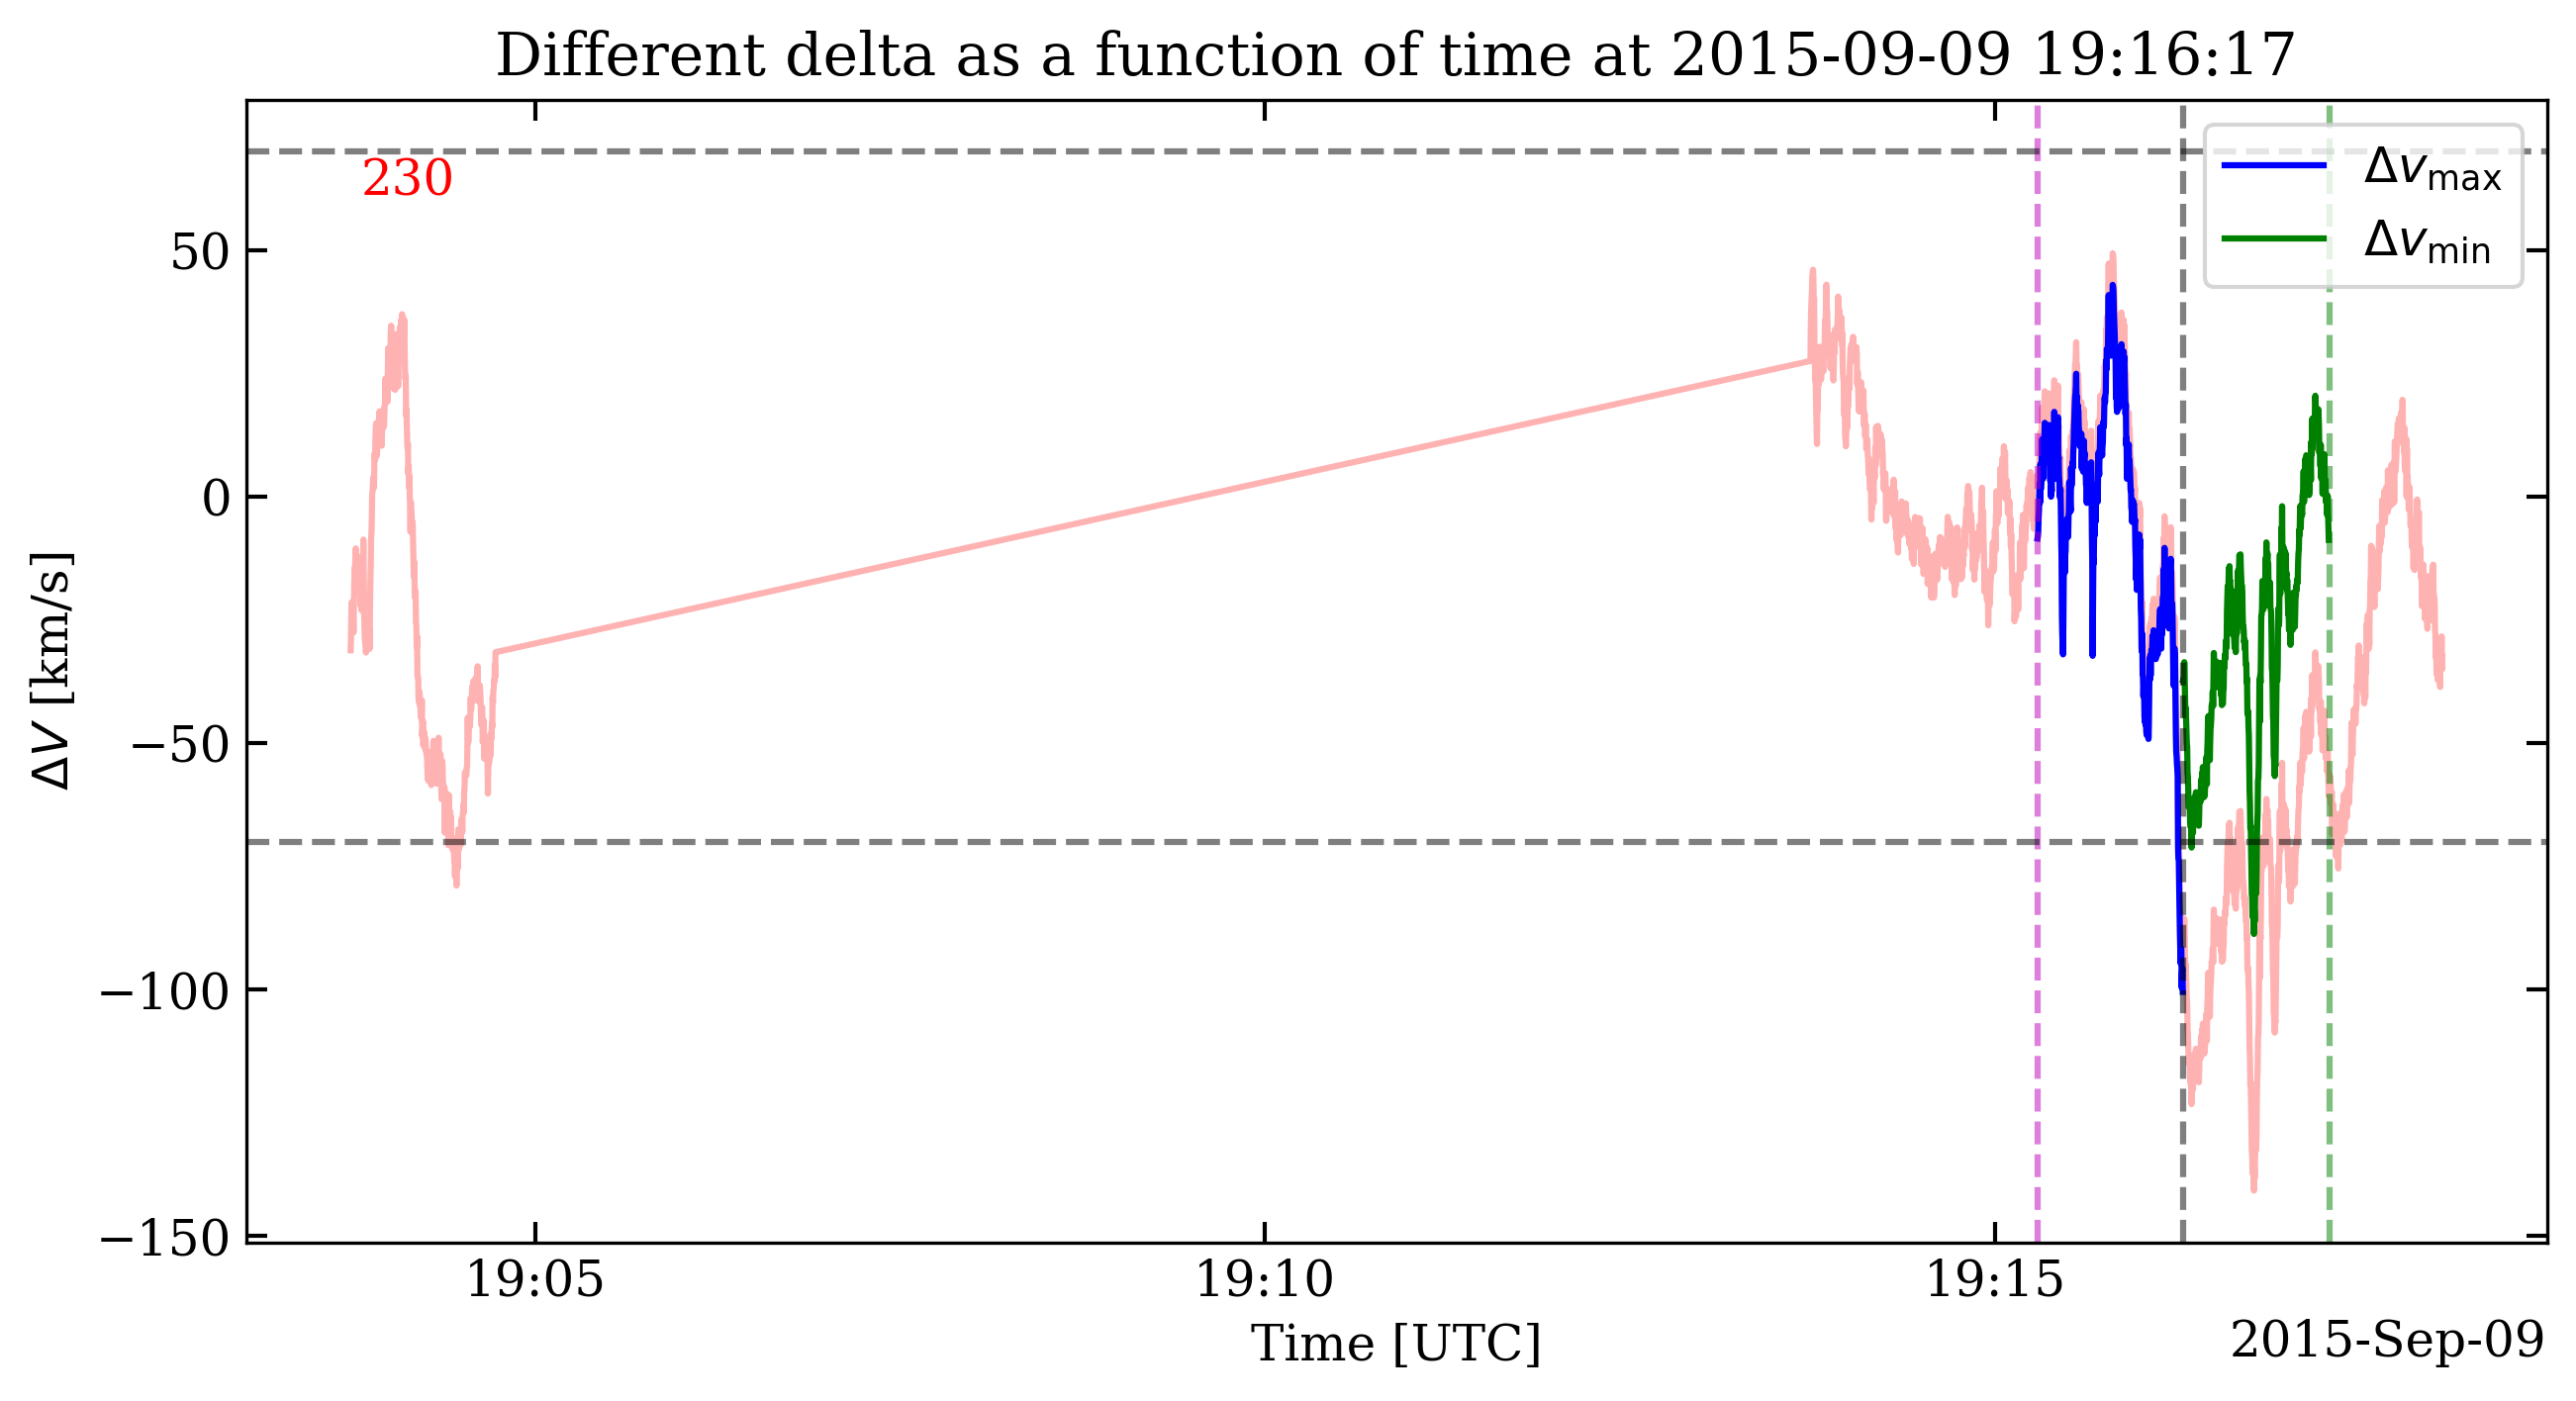 Different delta as a function of time at 2015-09-09 19:16:17
230
Δv_max
Δv_min
50
0
−50
−100
−150
ΔV [km/s]
19:05 19:10 19:15
Time [UTC]
2015-Sep-09